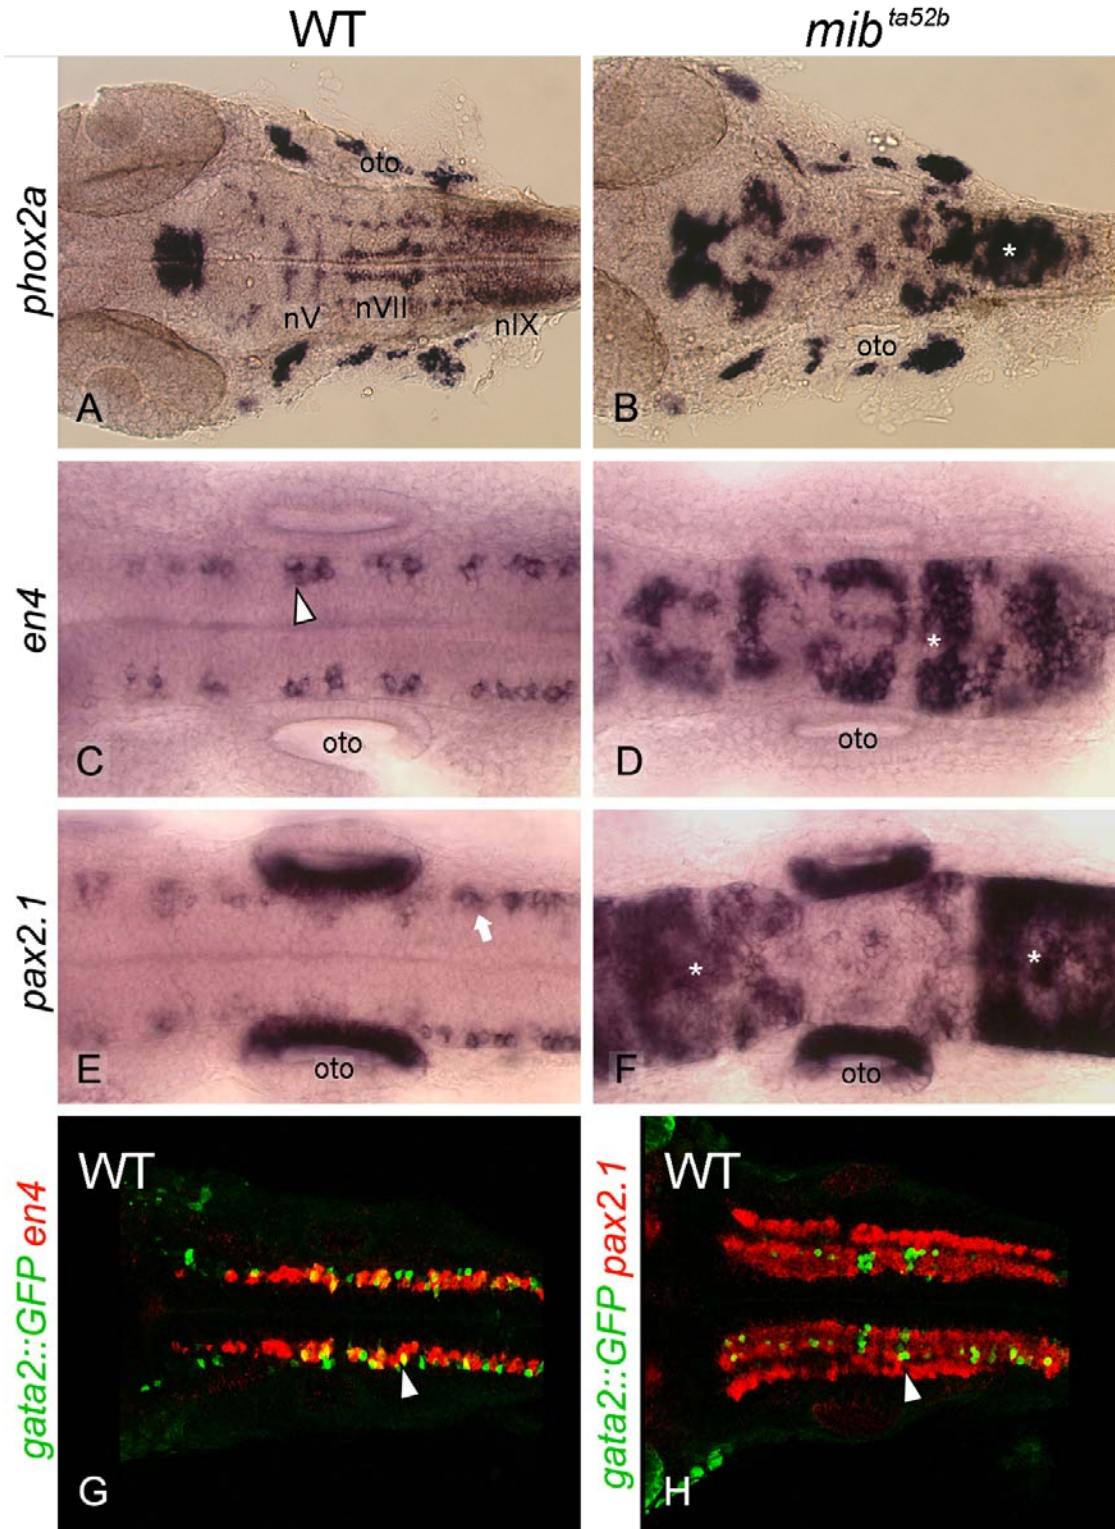 WT
mib ta52b
phox2a
oto
nV
nVII
nIX
A
*
oto
B
en4
C
oto
*
oto
D
pax2.1
E
oto
*
*
F
oto
gata2::GFP en4
WT
G
gata2::GFP pax2.1
WT
H